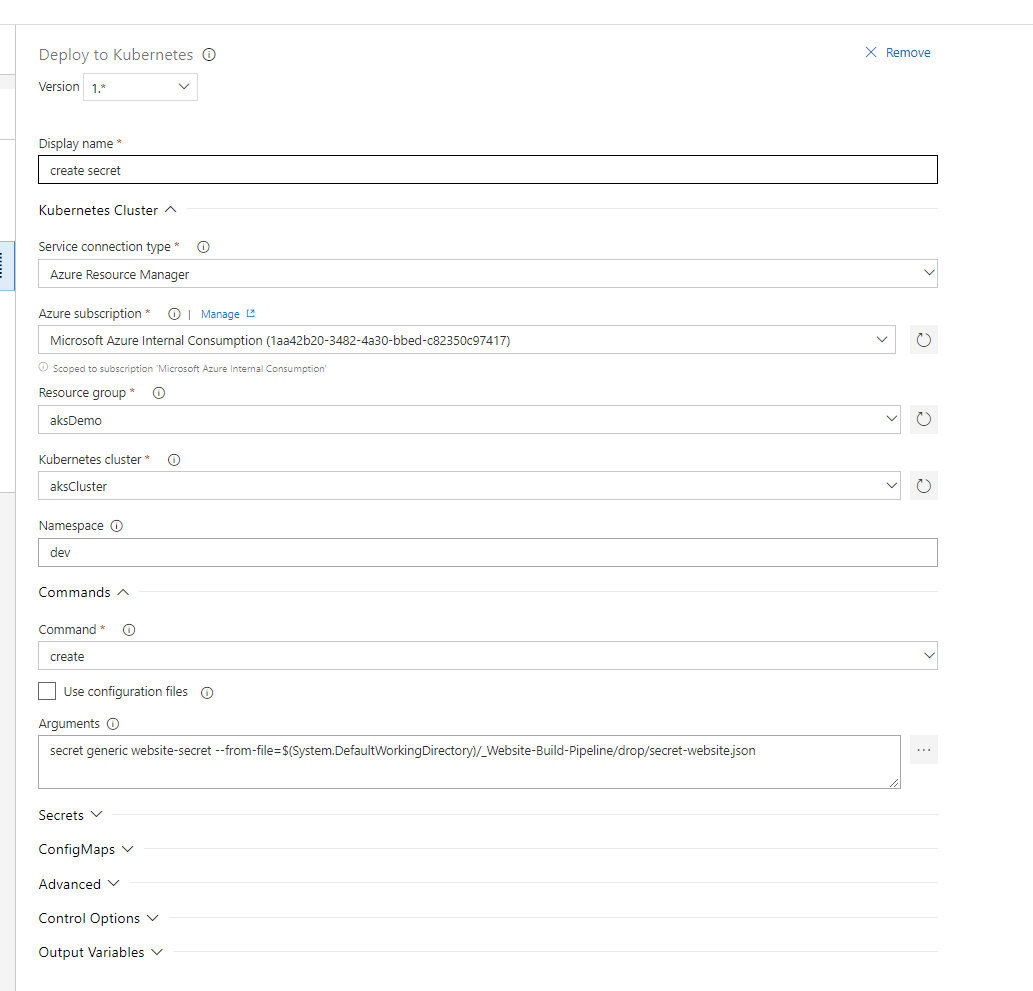 Deploy to Kubernetes
Remove
Version 1.*
Display name *
create secret
Kubernetes Cluster
Service connection type *
Azure Resource Manager
Azure subscription * | Manage
Microsoft Azure Internal Consumption (1aa42b20-3482-4a30-bbed-c82350c97417)
Scoped to subscription 'Microsoft Azure Internal Consumption'
Resource group *
aksDemo
Kubernetes cluster *
aksCluster
Namespace
dev
Commands
Command *
create
Use configuration files
Arguments
secret generic website-secret --from-file=$(System.DefaultWorkingDirectory)/_Website-Build-Pipeline/drop/secret-website.json
...
Secrets
ConfigMaps
Advanced
Control Options
Output Variables